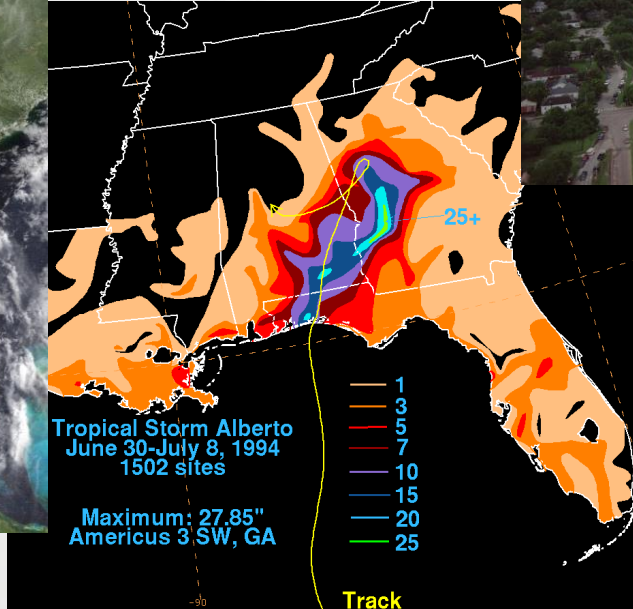 25+
Tropical Storm Alberto
June 30-July 8, 1994
1502 sites
Maximum: 27.85"
Americus 3 SW, GA
1
3
5
7
10
15
20
25
-90
Track